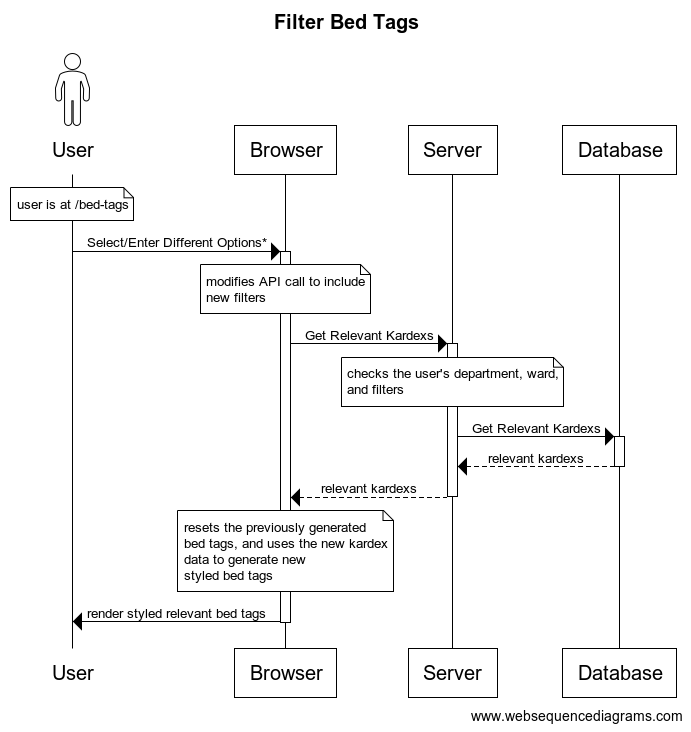 Filter Bed Tags
User
Browser
Server
Database
user is at /bed-tags
Select/Enter Different Options*
modifies API call to include
new filters
Get Relevant Kardexs
checks the user's department, ward,
and filters
Get Relevant Kardexs
relevant kardexs
relevant kardexs
resets the previously generated
bed tags, and uses the new kardex
data to generate new
styled bed tags
render styled relevant bed tags
User
Browser
Server
Database
www.websequencediagrams.com